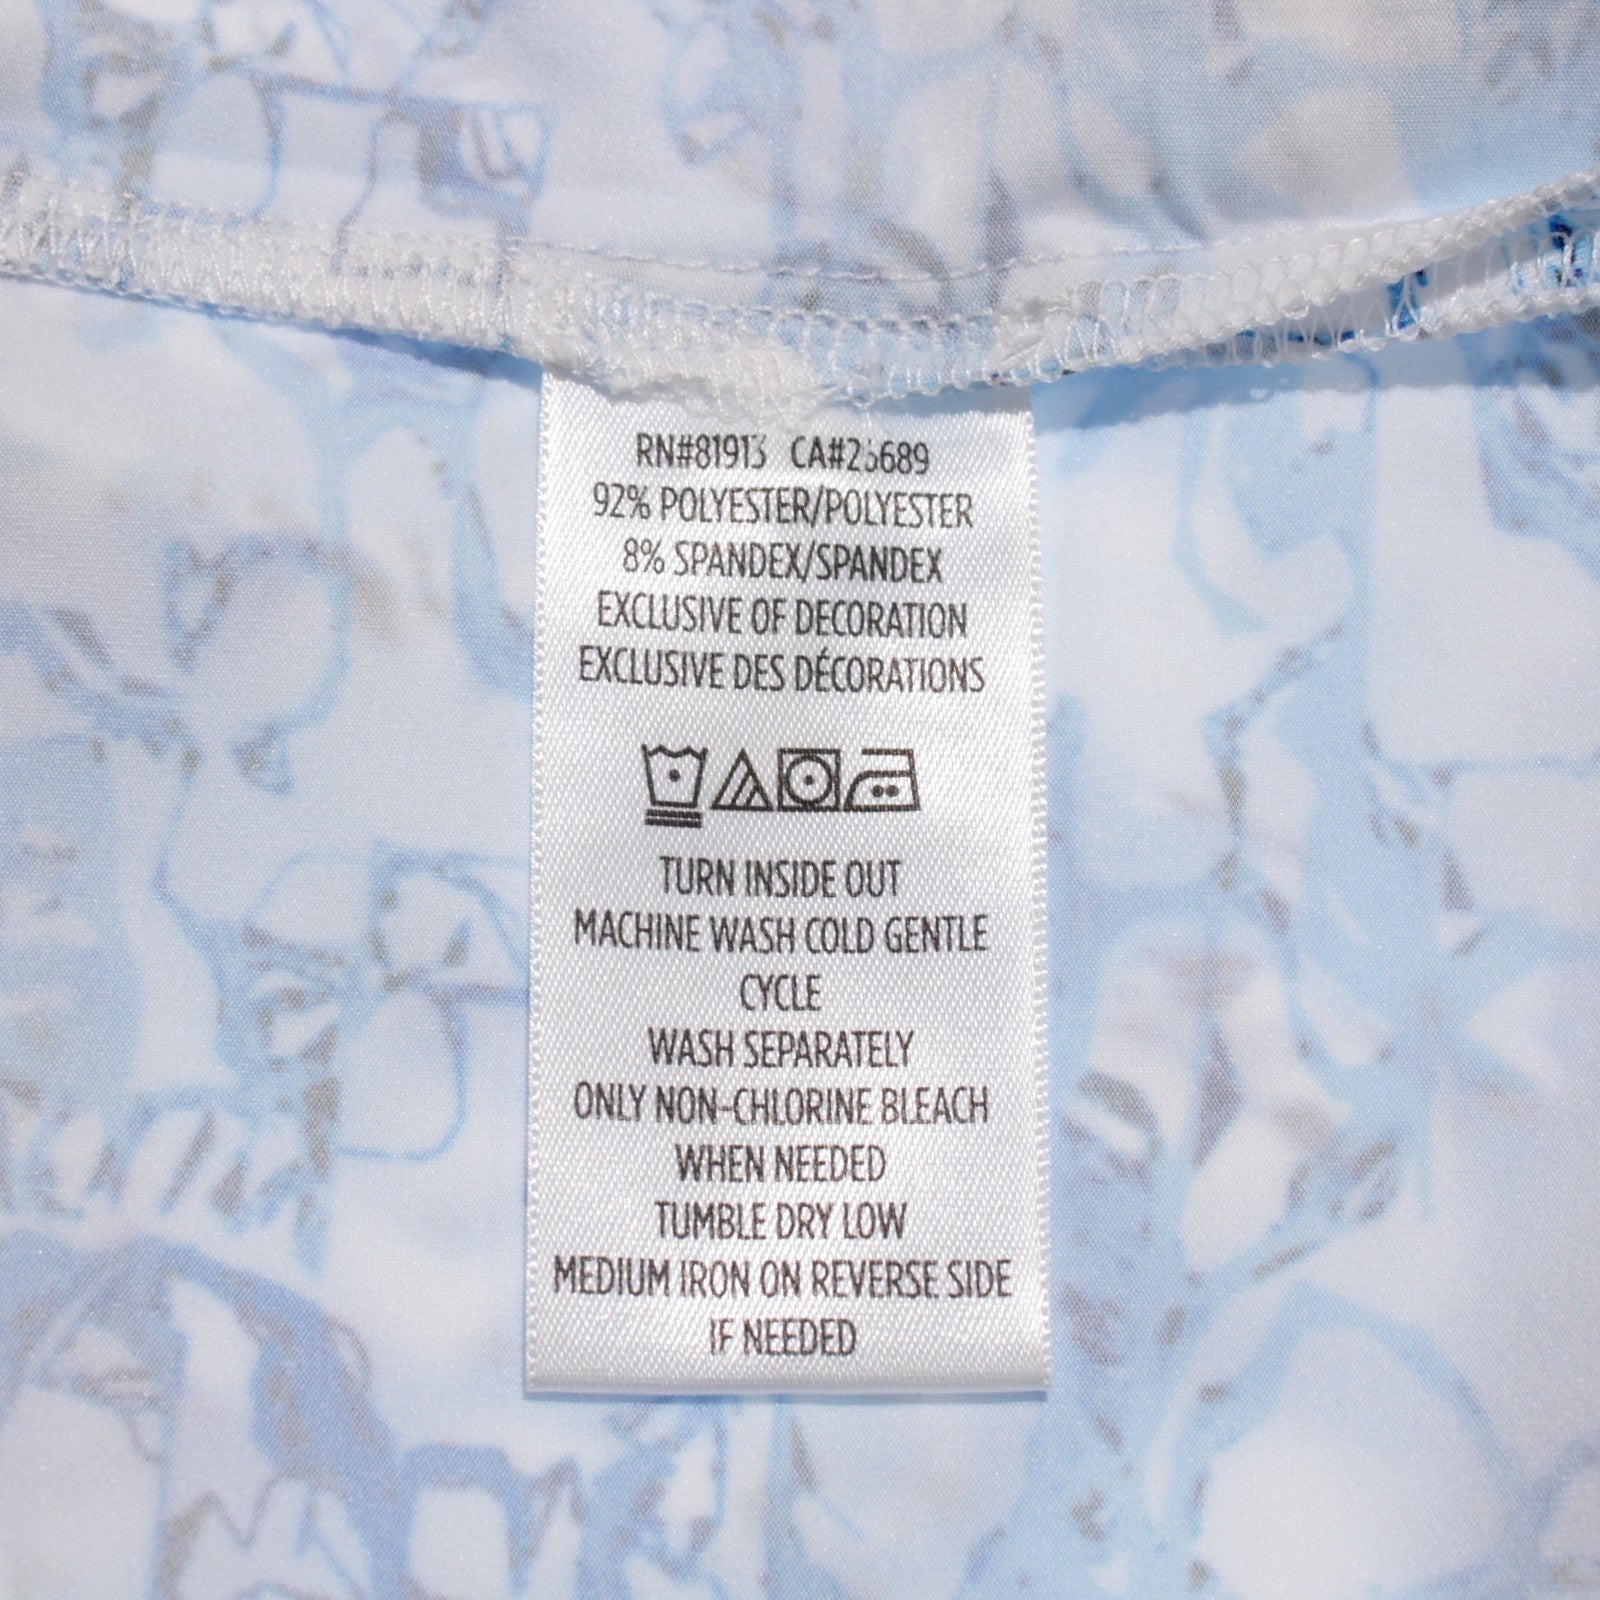 RN#81913 CA#26689
92% POLYESTER/POLYESTER
8% SPANDEX/SPANDEX
EXCLUSIVE OF DECORATION
EXCLUSIVE DES DÉCORATIONS
TURN INSIDE OUT
MACHINE WASH COLD GENTLE
CYCLE
WASH SEPARATELY
ONLY NON-CHLORINE BLEACH
WHEN NEEDED
TUMBLE DRY LOW
MEDIUM IRON ON REVERSE SIDE
IF NEEDED